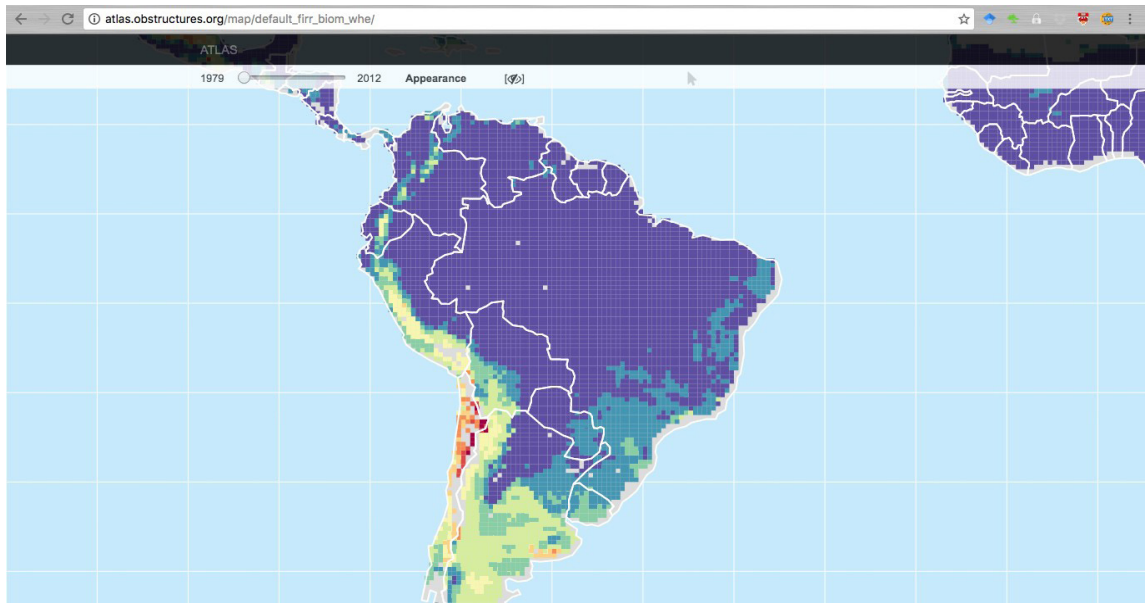 atlas.obstructures.org/map/default_firr_biom_whe/
ATLAS
1979 2012 Appearance []